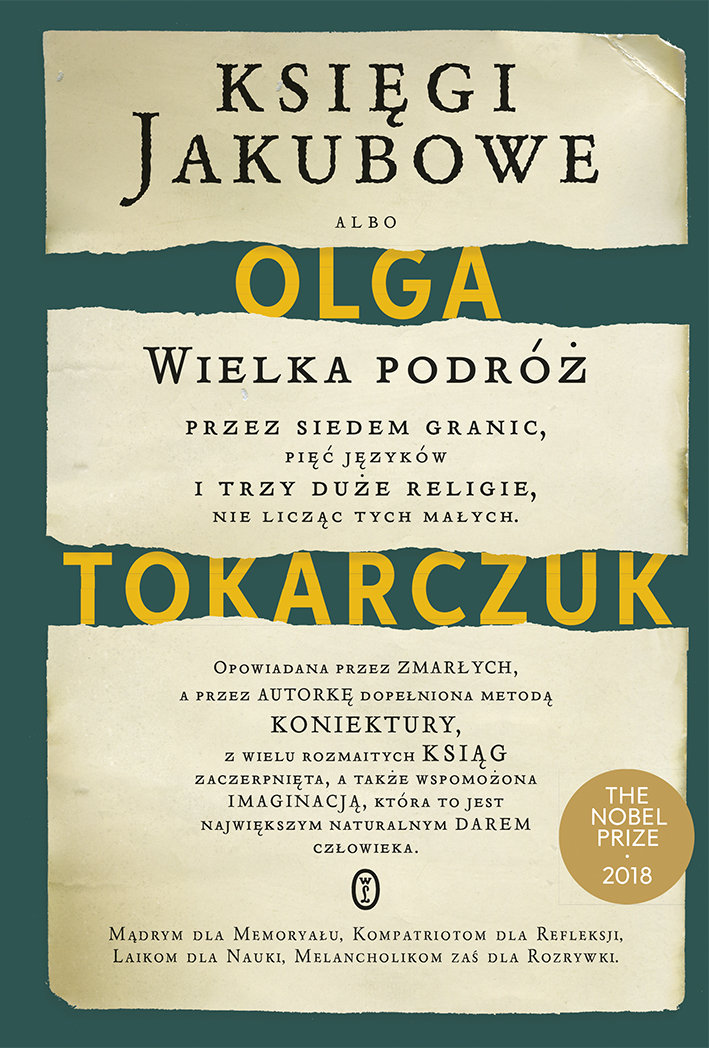 KSIĘGI
JAKUBOWE
ALBO
OLGA
WIELKA PODRÓŻ
PRZEZ SIEDEM GRANIC,
PIĘĆ JĘZYKÓW
I TRZY DUŻE RELIGIE,
NIE LICZĄC TYCH MAŁYCH.
TOKARCZUK
OPOWIADANA PRZEZ ZMARŁYCH,
A PRZEZ AUTORKĘ DOPEŁNIONA METODĄ
KONIEKTURY,
Z WIELU ROZMAITYCH KSIĄG
ZACZERPNIĘTA, A TAKŻE WSPOMOŻONA
IMAGINACJĄ, KTÓRA TO JEST
NAJWIĘKSZYM NATURALNYM DAREM
CZŁOWIEKA.
THE
NOBEL
PRIZE
·
2018
WL
MĄDRYM DLA MEMORYAŁU, KOMPATRIOTOM DLA REFLEKSJI,
LAIKOM DLA NAUKI, MELANCHOLIKOM ZAŚ DLA ROZRYWKI.